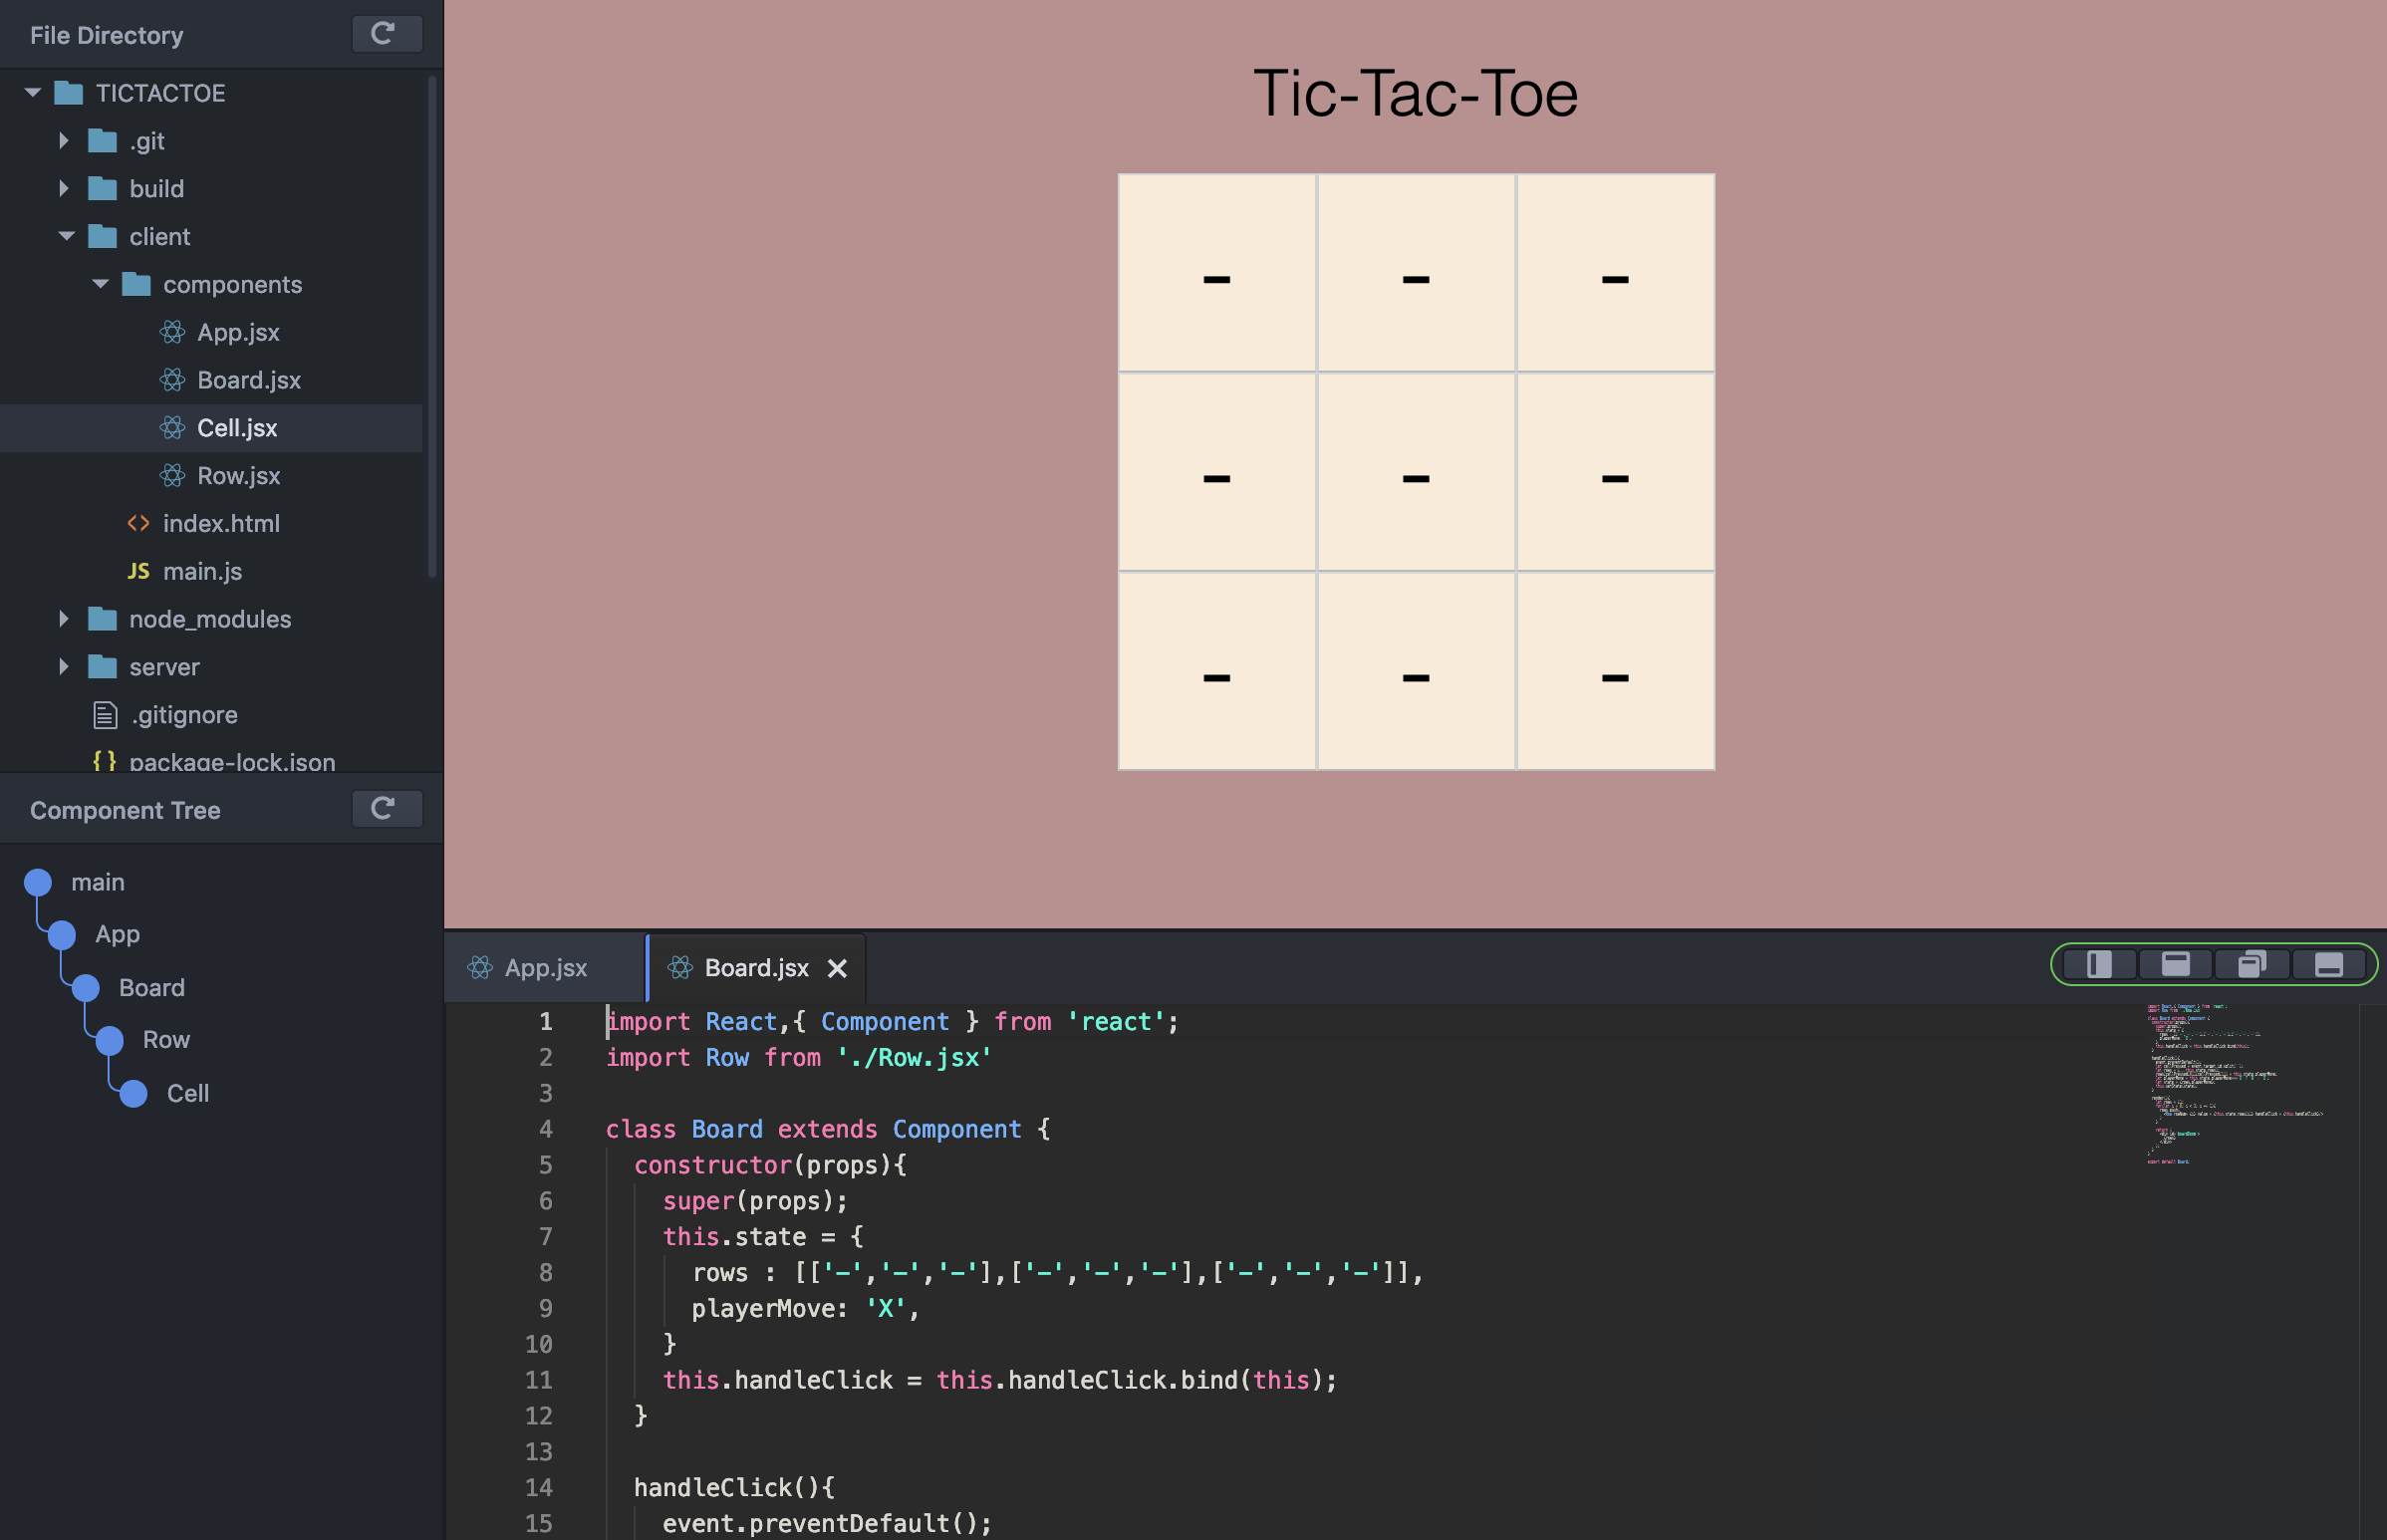 File Directory
TICTACTOE
.git
build
client
components
App.jsx
Board.jsx
Cell.jsx
Row.jsx
index.html
JS main.js
node_modules
server
.gitignore
{ } package-lock.json
Component Tree
main
App
Board
Row
Cell
Tic-Tac-Toe
- - -
- - -
- - -
App.jsx Board.jsx
1 import React,{ Component } from 'react';
2 import Row from './Row.jsx'
3
4 class Board extends Component {
5 constructor(props){
6 super(props);
7 this.state = {
8 rows : [['-','-','-'],['-','-','-'],['-','-','-']],
9 playerMove: 'X',
10 }
11 this.handleClick = this.handleClick.bind(this);
12 }
13
14 handleClick(){
15 event.preventDefault();